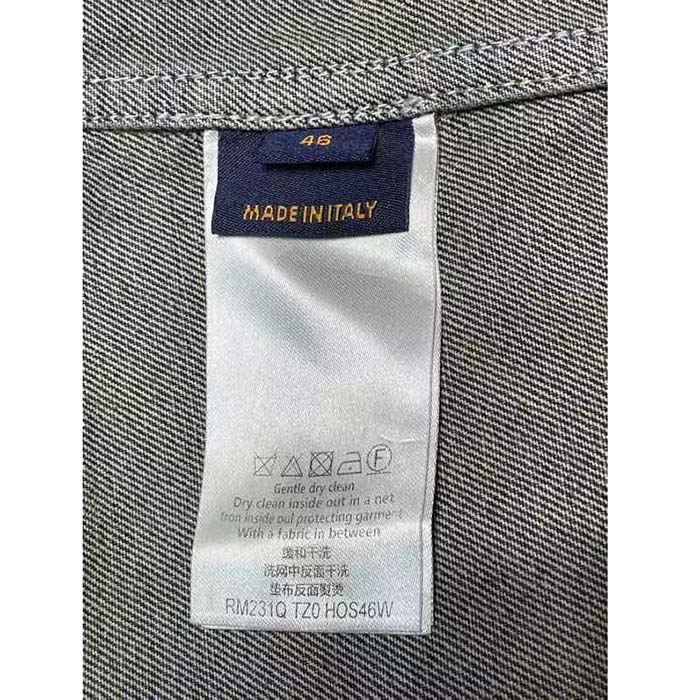 46
MADE IN ITALY
F
Gentle dry clean
Dry clean inside out in a net
Iron inside oul protecting garment
With a fabric in between
缓和干洗
洗网中反面干洗
垫布反面熨烫
RM231Q TZ0 HOS46W